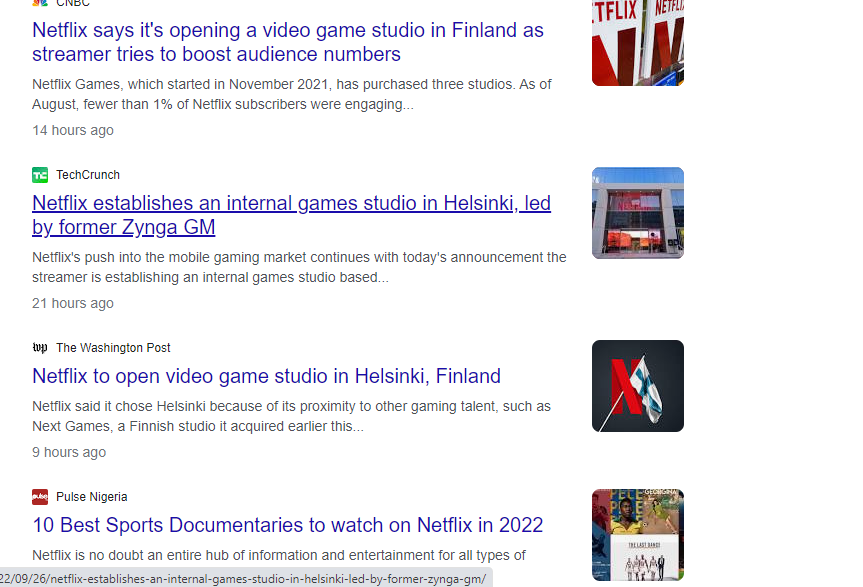 CNBC
Netflix says it's opening a video game studio in Finland as
streamer tries to boost audience numbers
Netflix Games, which started in November 2021, has purchased three studios. As of
August, fewer than 1% of Netflix subscribers were engaging...
14 hours ago
TETFLIX
NETFLI
TC
TechCrunch
Netflix establishes an internal games studio in Helsinki, led
by former Zynga GM
Netflix's push into the mobile gaming market continues with today's announcement the
streamer is establishing an internal games studio based...
21 hours ago
NETFLIX
wp
The Washington Post
Netflix to open video game studio in Helsinki, Finland
Netflix said it chose Helsinki because of its proximity to other gaming talent, such as
Next Games, a Finnish studio it acquired earlier this...
9 hours ago
N
pulse
Pulse Nigeria
10 Best Sports Documentaries to watch on Netflix in 2022
Netflix is no doubt an entire hub of information and entertainment for all types of
PELE
GEORGINA
THE LAST DANCE
22/09/26/netflix-establishes-an-internal-games-studio-in-helsinki-led-by-former-zynga-gm/